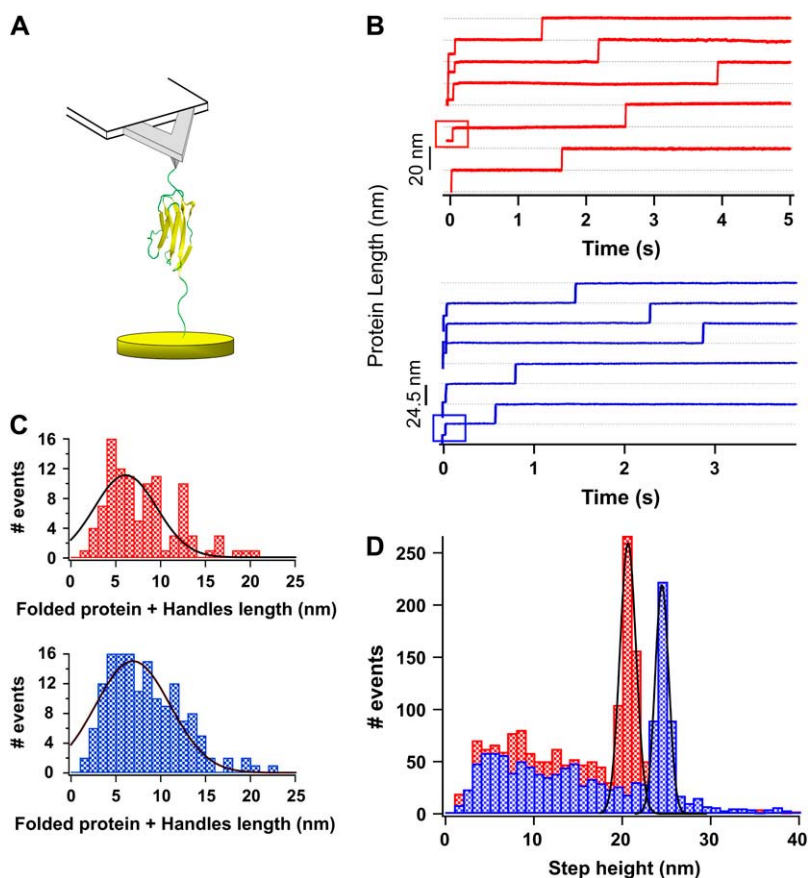 A
B
20 nm
0 1 2 3 4 5
Time (s)
Protein Length (nm)
24.5 nm
0 1 2 3
Time (s)
C
16
12
8
4
0
# events
0 5 10 15 20 25
Folded protein + Handles length (nm)
16
12
8
4
0
# events
0 5 10 15 20 25
Folded protein + Handles length (nm)
D
250
200
150
100
50
0
# events
0 10 20 30 40
Step height (nm)